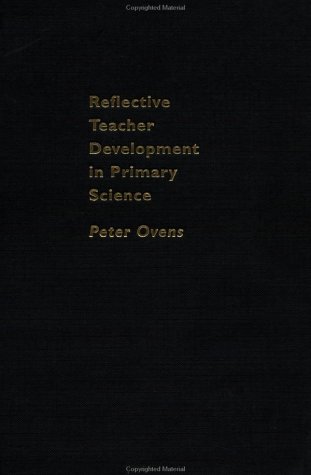 Copyrighted Material
Reflective
Teacher
Development
in Primary
Science
Peter Ovens
Copyrighted Material